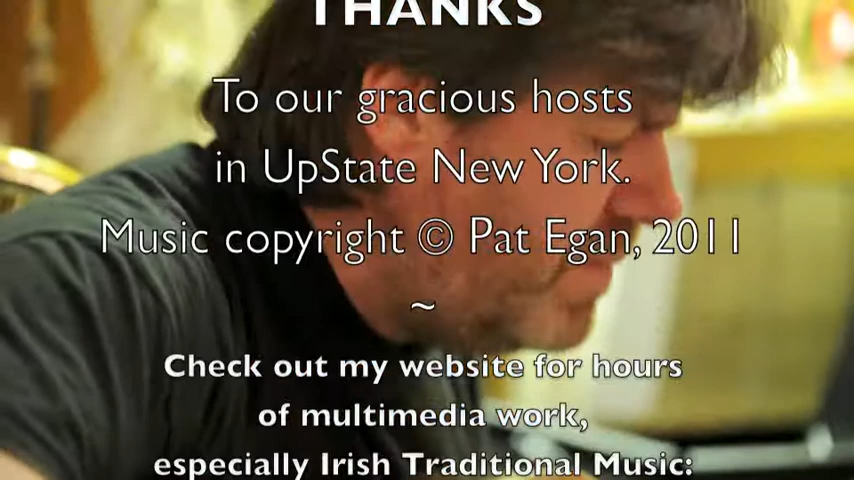 THANKS
To our gracious hosts
in UpState New York.
Music copyright © Pat Egan, 2011
~
Check out my website for hours
of multimedia work,
especially Irish Traditional Music: